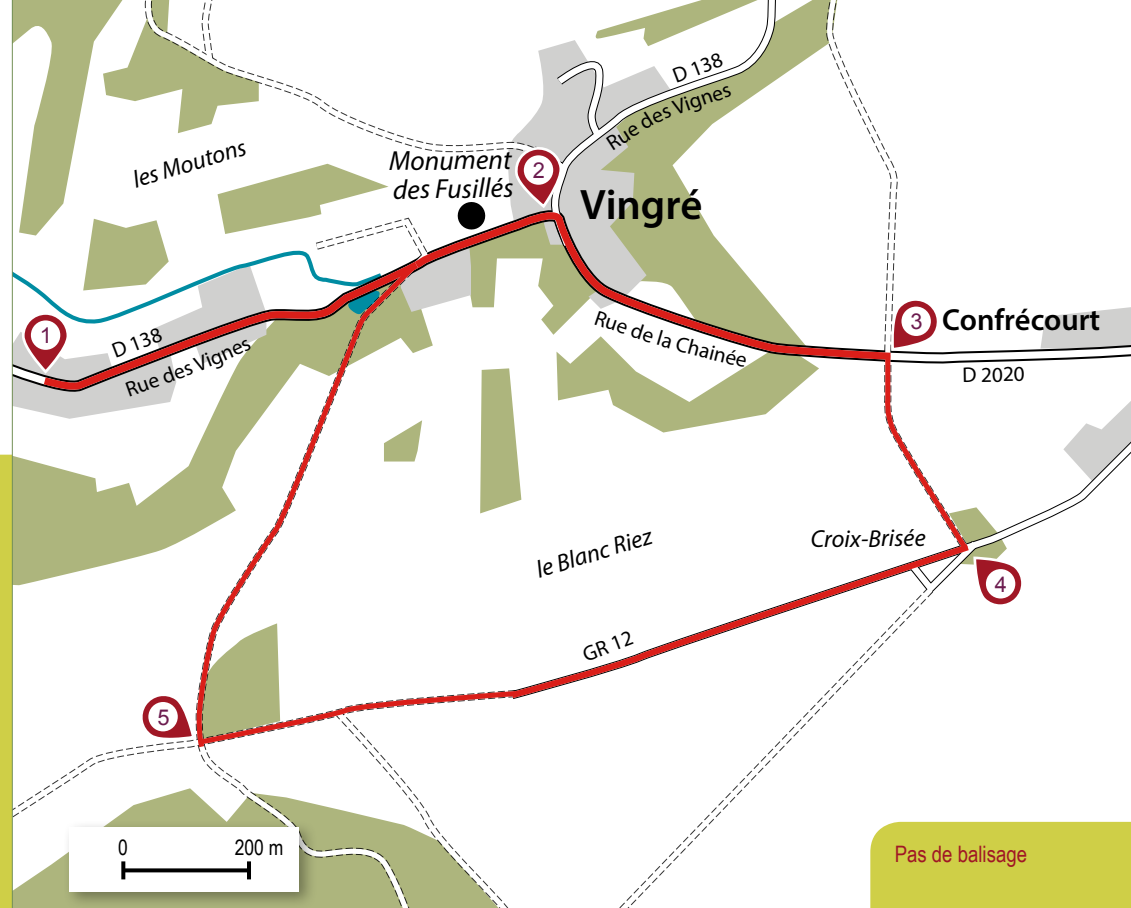 D 138
Rue des Vignes
les Moutons
Monument
des Fusillés
2
Vingré
1
D 138
Rue des Vignes
Rue de la Chainée
3
Confrécourt
D 2020
le Blanc Riez
Croix-Brisée
4
GR 12
5
0
200 m
Pas de balisage